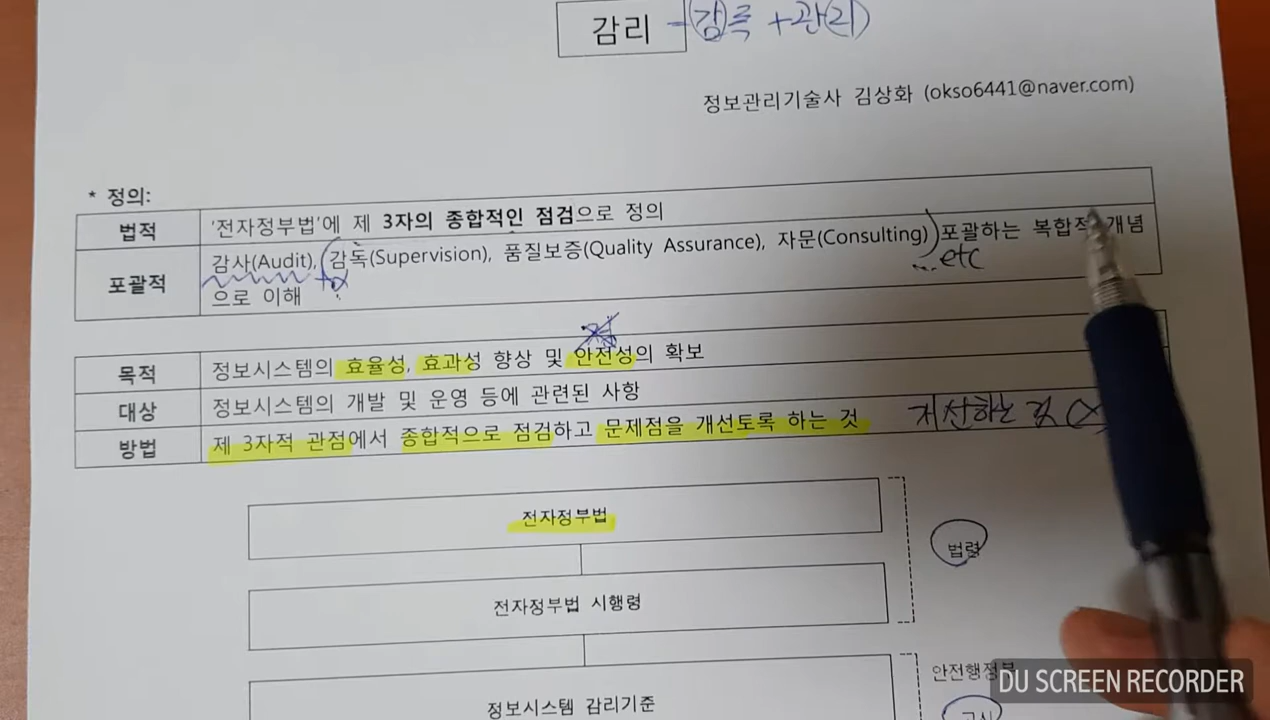 감리 - 감독 + 관리
정보관리기술사 김상화 (okso6441@naver.com)
* 정의:
법적 '전자정부법'에 제 3자의 종합적인 점검으로 정의
포괄적 감사(Audit), 감독(Supervision), 품질보증(Quality Assurance), 자문(Consulting) 포괄하는 복합적 개념
으로 이해
+α
... etc
목적 정보시스템의 효율성, 효과성 향상 및 안전성의 확보
대상 정보시스템의 개발 및 운영 등에 관련된 사항
방법 제 3자적 관점에서 종합적으로 점검하고 문제점을 개선토록 하는 것
전자정부법
법령
전자정부법 시행령
안전행정부
정보시스템 감리기준
고시
DU SCREEN RECORDER